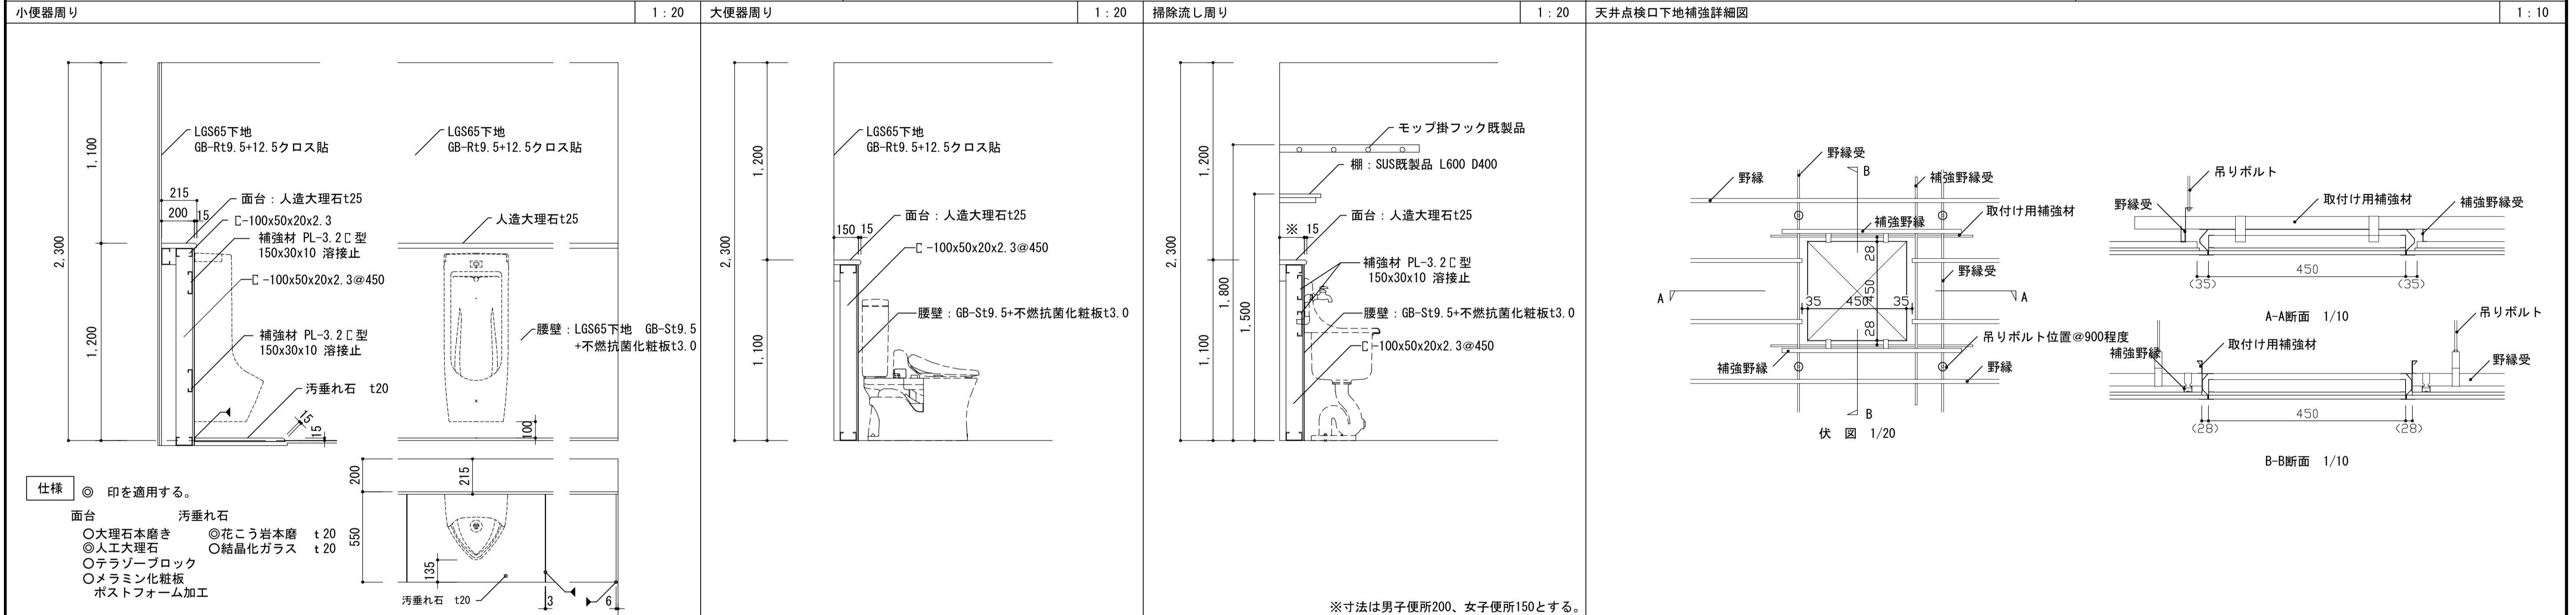 小便器周り
1：20
2,300
1,100
1,200
LGS65下地
GB-Rt9.5+12.5クロス貼
LGS65下地
GB-Rt9.5+12.5クロス貼
215
200
15
面台：人造大理石t25
C-100x50x20x2.3
補強材 PL-3.2C型
150x30x10 溶接止
人造大理石t25
C-100x50x20x2.3@450
補強材 PL-3.2C型
150x30x10 溶接止
腰壁：LGS65下地 GB-St9.5
+不燃抗菌化粧板t3.0
汚垂れ石 t20
15
15
100
仕様
◎ 印を適用する。
面台 汚垂れ石
○大理石本磨き ◎花こう岩本磨 t20
◎人工大理石 ○結晶化ガラス t20
○テラゾーブロック
○メラミン化粧板
ポストフォーム加工
200
550
215
135
汚垂れ石 t20
3
6
大便器周り
1：20
2,300
1,200
1,100
LGS65下地
GB-Rt9.5+12.5クロス貼
150
15
面台：人造大理石t25
C-100x50x20x2.3@450
腰壁：GB-St9.5+不燃抗菌化粧板t3.0
掃除流し周り
1：20
2,300
1,200
1,100
1,800
1,500
モップ掛フック既製品
棚：SUS既製品 L600 D400
面台：人造大理石t25
※ 15
補強材 PL-3.2C型
150x30x10 溶接止
腰壁：GB-St9.5+不燃抗菌化粧板t3.0
C-100x50x20x2.3@450
※寸法は男子便所200、女子便所150とする。
天井点検口下地補強詳細図
1：10
野縁受
B
野縁
補強野縁受
補強野縁
取付け用補強材
28
野縁受
A
A
35
450
35
450
28
吊りボルト位置@900程度
補強野縁
野縁
B
伏 図 1/20
吊りボルト
取付け用補強材
野縁受
補強野縁受
450
(35)
(35)
A-A断面 1/10
吊りボルト
補強野縁
取付け用補強材
野縁受
450
(28)
(28)
B-B断面 1/10